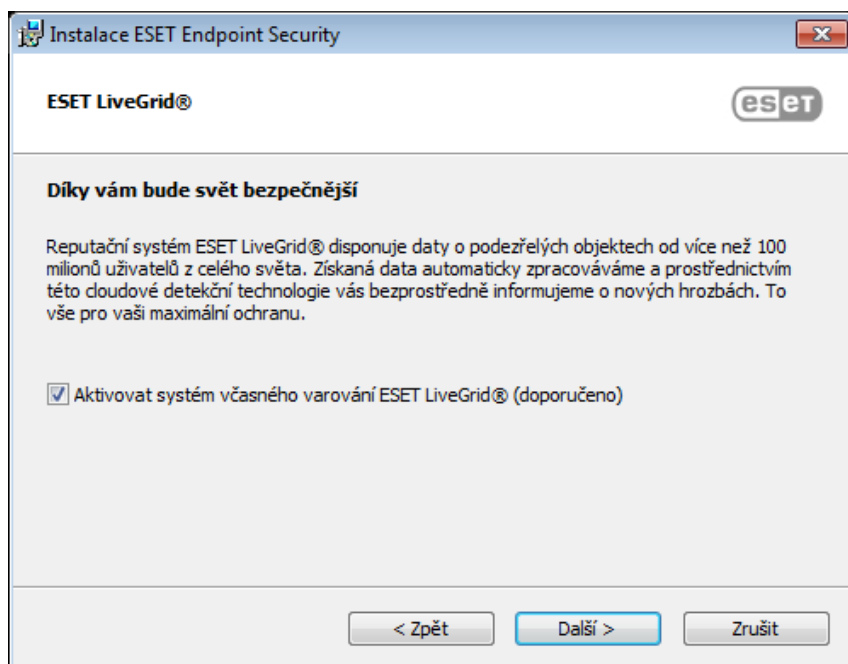 Instalace ESET Endpoint Security
ESET LiveGrid®
eseT
Díky vám bude svět bezpečnější
Reputační systém ESET LiveGrid® disponuje daty o podezřelých objektech od více než 100
milionů uživatelů z celého světa. Získaná data automaticky zpracováváme a prostřednictvím
této cloudové detekční technologie vás bezprostředně informujeme o nových hrozbách. To
vše pro vaši maximální ochranu.
Aktivovat systém včasného varování ESET LiveGrid® (doporučeno)
< Zpět
Další >
Zrušit